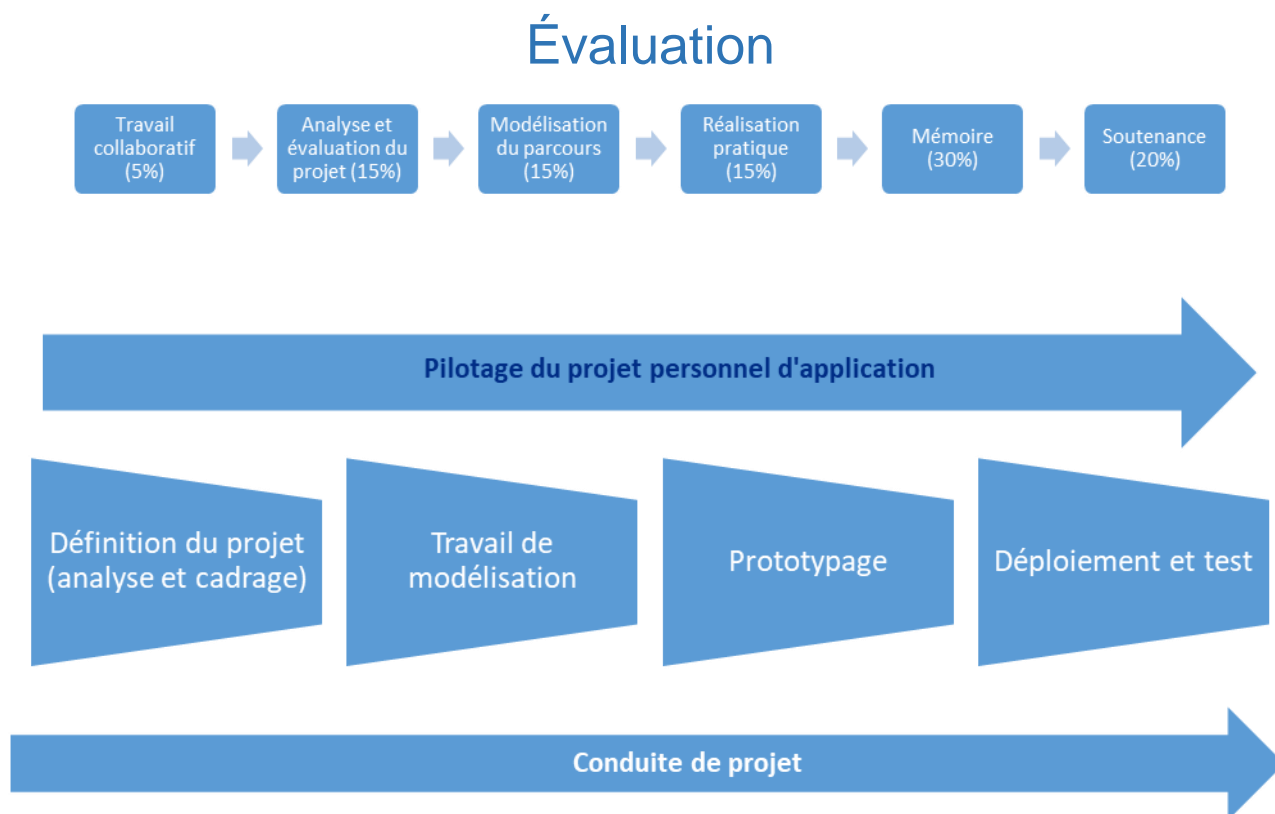 Évaluation
Travail
collaboratif
(5%)
Analyse et
évaluation du
projet (15%)
Modélisation
du parcours
(15%)
Réalisation
pratique
(15%)
Mémoire
(30%)
Soutenance
(20%)
Pilotage du projet personnel d'application
Définition du projet
(analyse et cadrage)
Travail de
modélisation
Prototypage
Déploiement et test
Conduite de projet